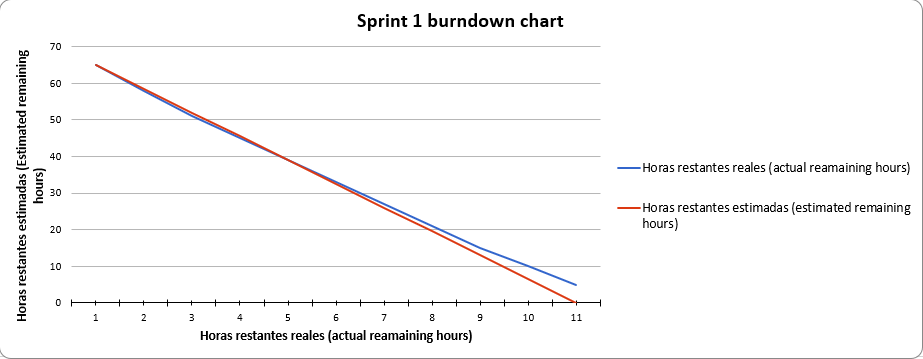 Sprint 1 burndown chart
Horas restantes estimadas (Estimated remaining
hours)
70
60
50
40
30
20
10
0
1 2 3 4 5 6 7 8 9 10 11
Horas restantes reales (actual reamaining hours)
Horas restantes reales (actual reamaining hours)
Horas restantes estimadas (estimated remaining
hours)